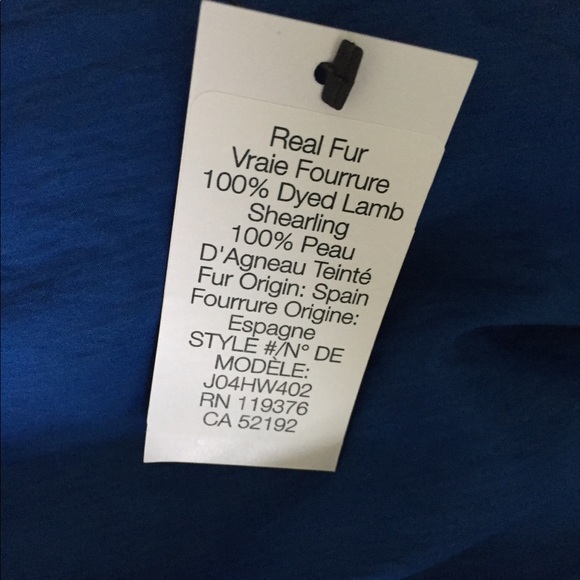 Real Fur
Vraie Fourrure
100% Dyed Lamb
Shearling
100% Peau
D'Agneau Teinté
Fur Origin: Spain
Fourrure Origine:
Espagne
STYLE #/N° DE
MODÈLE:
J04HW402
RN 119376
CA 52192